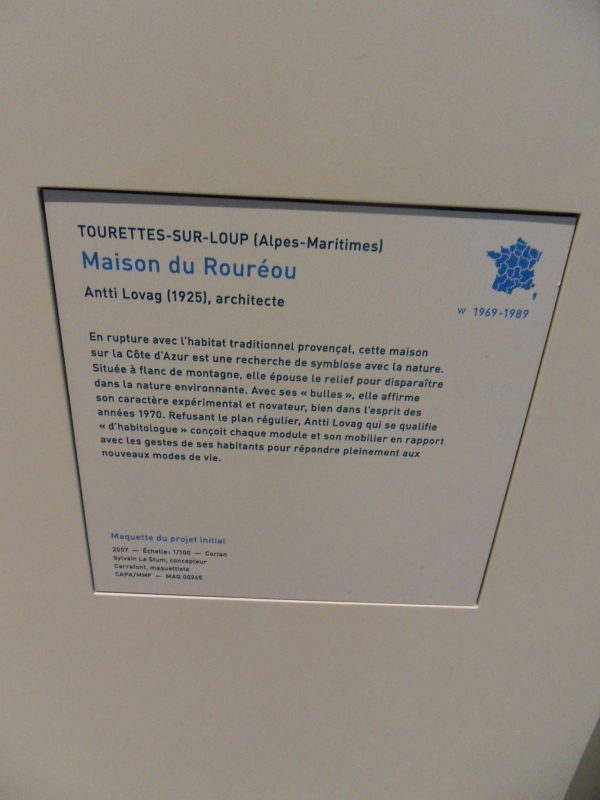 TOURETTES-SUR-LOUP (Alpes-Maritimes)
Maison du Rouréou
Antti Lovag (1925), architecte
w 1969-1989
En rupture avec l'habitat traditionnel provençal, cette maison
sur la Côte d'Azur est une recherche de symbiose avec la nature.
Située à flanc de montagne, elle épouse le relief pour disparaître
dans la nature environnante. Avec ses « bulles », elle affirme
son caractère expérimental et novateur, bien dans l'esprit des
années 1970. Refusant le plan régulier, Antti Lovag qui se qualifie
« d'habitologue » conçoit chaque module et son mobilier en rapport
avec les gestes de ses habitants pour répondre pleinement aux
nouveaux modes de vie.
Maquette du projet initial
2007 — Échelle : 1/100 — Corian
Sylvain Le Stum, concepteur
Carrafont, maquettiste
CAPA/MMF — MAQ.00265